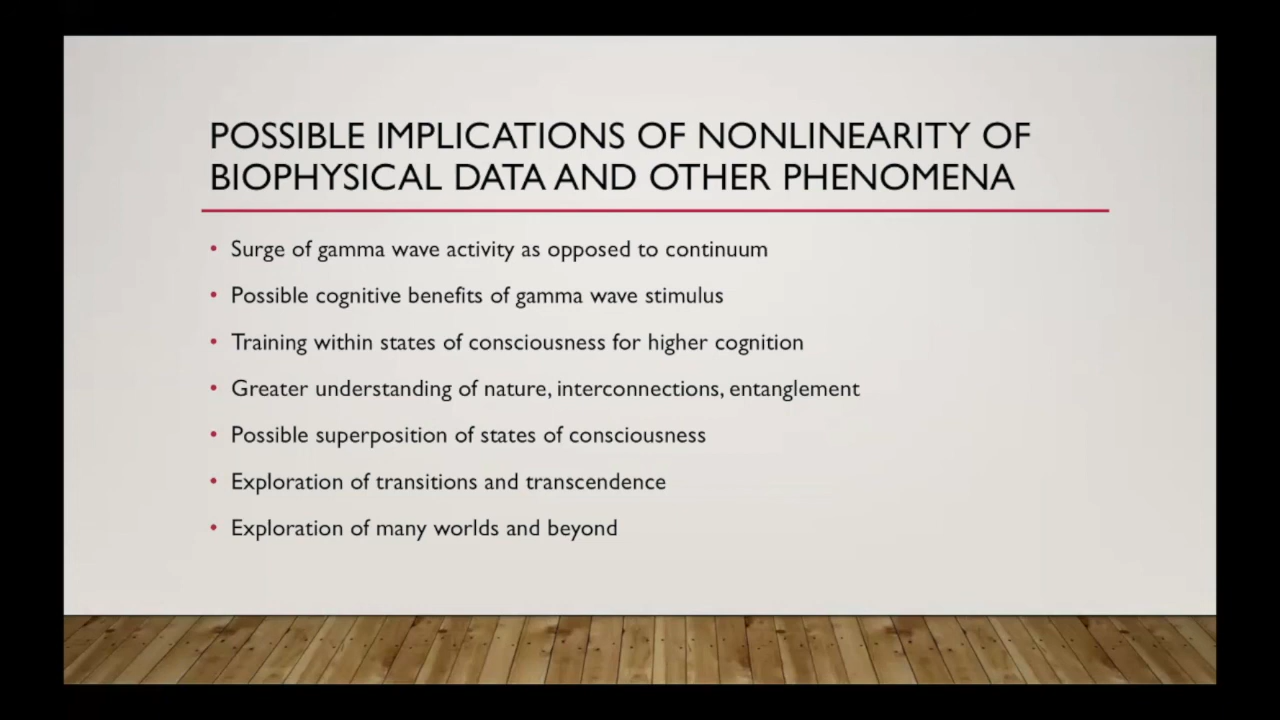 POSSIBLE IMPLICATIONS OF NONLINEARITY OF
BIOPHYSICAL DATA AND OTHER PHENOMENA
• Surge of gamma wave activity as opposed to continuum
• Possible cognitive benefits of gamma wave stimulus
• Training within states of consciousness for higher cognition
• Greater understanding of nature, interconnections, entanglement
• Possible superposition of states of consciousness
• Exploration of transitions and transcendence
• Exploration of many worlds and beyond